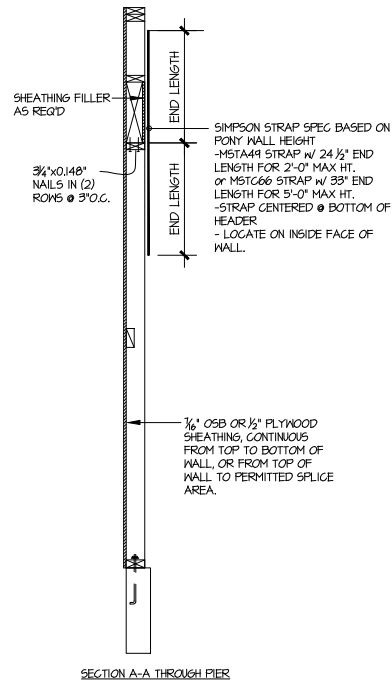 SHEATHING FILLER
AS REQ'D
3¼"x0.148"
NAILS IN (2)
ROWS @ 3"O.C.
END LENGTH
END LENGTH
SIMPSON STRAP SPEC BASED ON
PONY WALL HEIGHT
-MSTA49 STRAP W/ 24 ½" END
LENGTH FOR 2'-0" MAX HT.
or MSTC66 STRAP W/ 33" END
LENGTH FOR 5'-0" MAX HT.
-STRAP CENTERED @ BOTTOM OF
HEADER
- LOCATE ON INSIDE FACE OF
WALL.
7/16" OSB OR ½" PLYWOOD
SHEATHING, CONTINUOUS
FROM TOP TO BOTTOM OF
WALL, OR FROM TOP OF
WALL TO PERMITTED SPLICE
AREA.
SECTION A-A THROUGH PIER